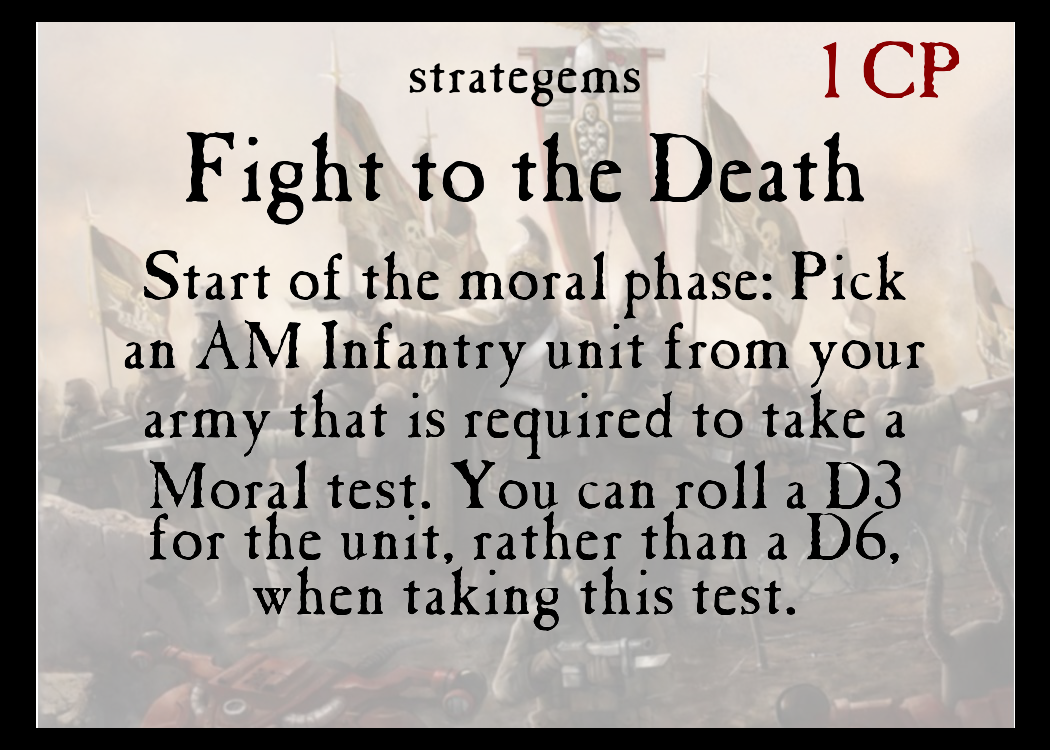 1 CP
strategems
Fight to the Death
Start of the moral phase: Pick
an AM Infantry unit from your
army that is required to take a
Moral test. You can roll a D3
for the unit, rather than a D6,
when taking this test.